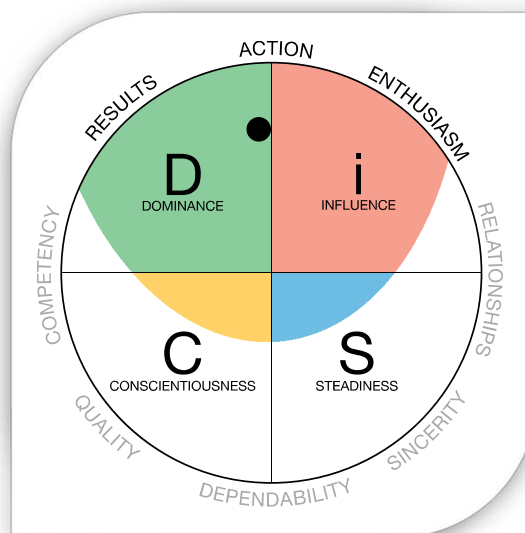 ACTION
RESULTS
ENTHUSIASM
D
DOMINANCE
i
INFLUENCE
COMPETENCY
RELATIONSHIPS
C
CONSCIENTIOUSNESS
S
STEADINESS
QUALITY
SINCERITY
DEPENDABILITY